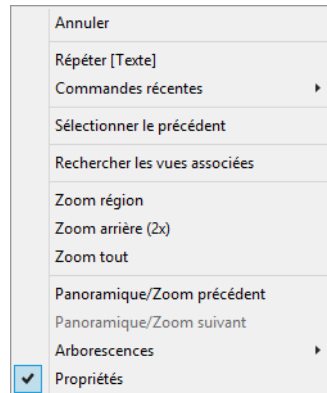 Annuler
Répéter [Texte]
Commandes récentes
Sélectionner le précédent
Rechercher les vues associées
Zoom région
Zoom arrière (2x)
Zoom tout
Panoramique/Zoom précédent
Panoramique/Zoom suivant
Arborescences
Propriétés